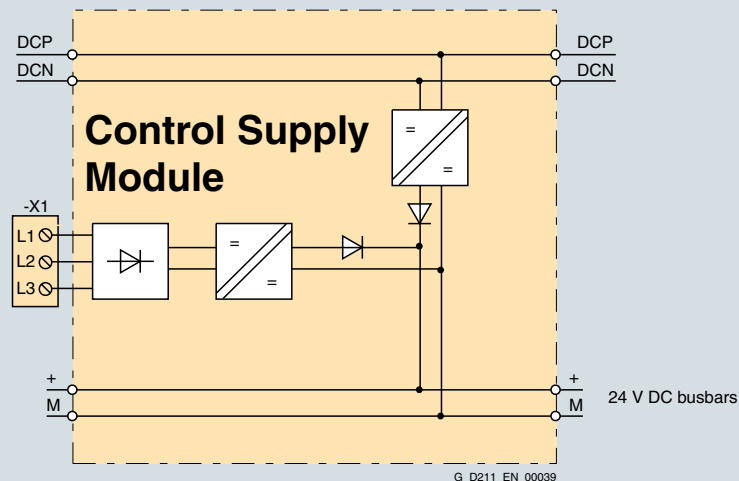 DCP DCP
DCN DCN
Control Supply
Module
=
=
-X1
L1
L2
L3
=
=
+ +
M M
24 V DC busbars
G_D211_EN_00039